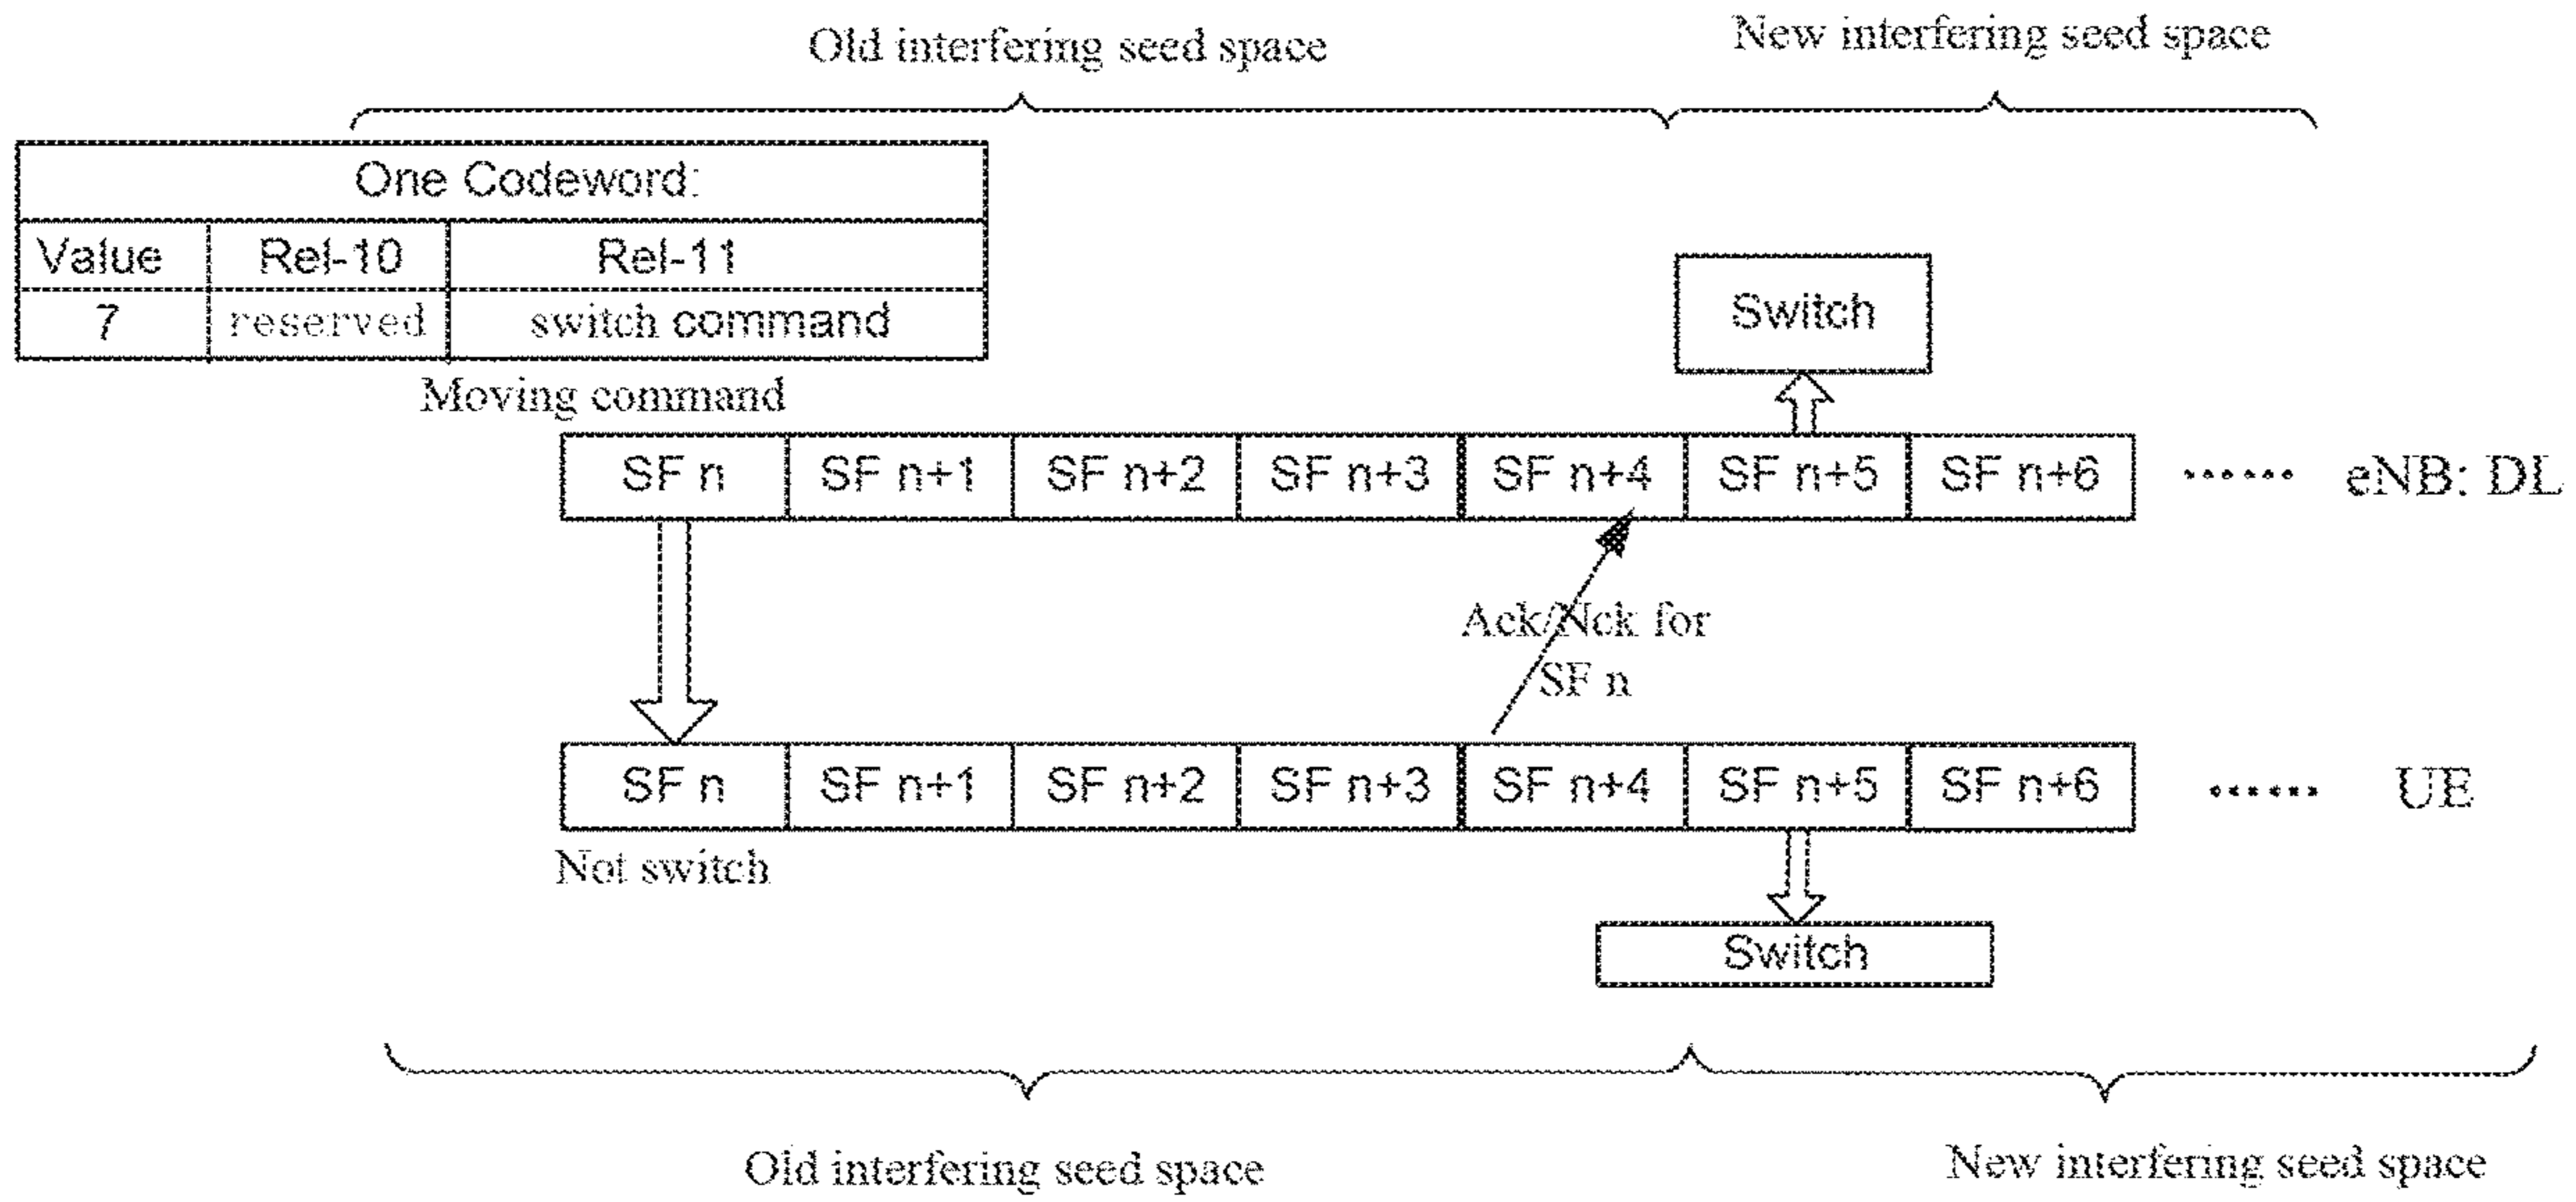 Old interfering seed space New interfering seed space
One Codeword:
Value Rel-10 Rel-11
7 reserved switch command
Switch
Moving command
SF n SF n+1 SF n+2 SF n+3 SF n+4 SF n+5 SF n+6 ...... eNB: DL
Ack/Nck for
SF n
SF n SF n+1 SF n+2 SF n+3 SF n+4 SF n+5 SF n+6 ...... UE
Not switch
Switch
Old interfering seed space New interfering seed space